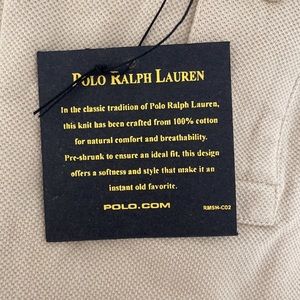 POLO RALPH LAUREN
In the classic tradition of Polo Ralph Lauren,
this knit has been crafted from 100% cotton
for natural comfort and breathability.
Pre-shrunk to ensure an ideal fit, this design
offers a softness and style that make it an
instant old favorite.
POLO.COM
RMSH-C02